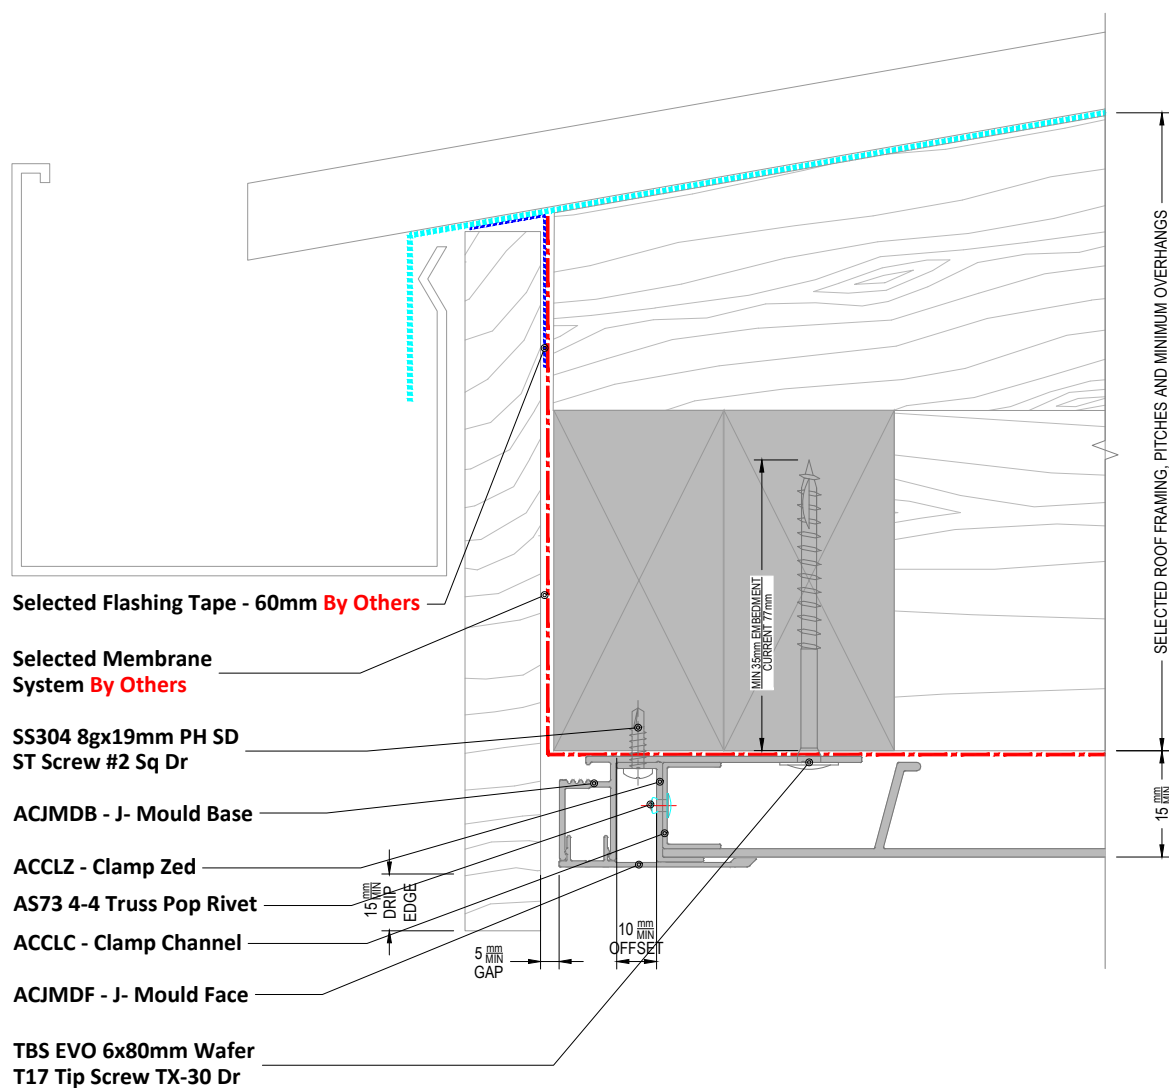 SELECTED ROOF FRAMING, PITCHES AND MINIMUM OVERHANGS
MIN 35mm EMBEDMENT
CURRENT 77mm
Selected Flashing Tape - 60mm By Others
Selected Membrane
System By Others
SS304 8gx19mm PH SD
ST Screw #2 Sq Dr
ACJMDB - J- Mould Base
ACCLZ - Clamp Zed
AS73 4-4 Truss Pop Rivet
ACCLC - Clamp Channel
ACJMDF - J- Mould Face
TBS EVO 6x80mm Wafer
T17 Tip Screw TX-30 Dr
15 mm MIN
DRIP
EDGE
5 mm MIN
GAP
10 mm MIN
OFFSET
15 mm MIN